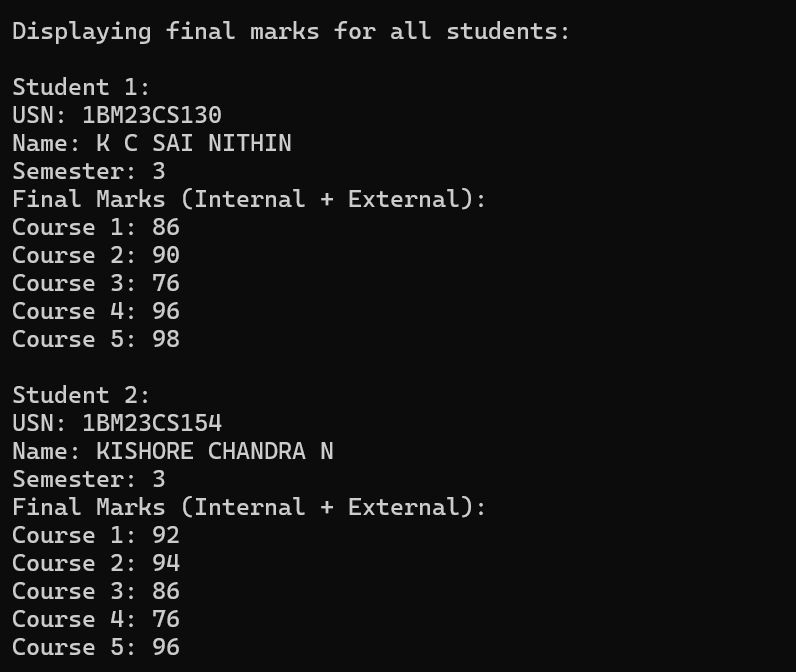 Displaying final marks for all students:
Student 1:
USN: 1BM23CS130
Name: K C SAI NITHIN
Semester: 3
Final Marks (Internal + External):
Course 1: 86
Course 2: 90
Course 3: 76
Course 4: 96
Course 5: 98
Student 2:
USN: 1BM23CS154
Name: KISHORE CHANDRA N
Semester: 3
Final Marks (Internal + External):
Course 1: 92
Course 2: 94
Course 3: 86
Course 4: 76
Course 5: 96